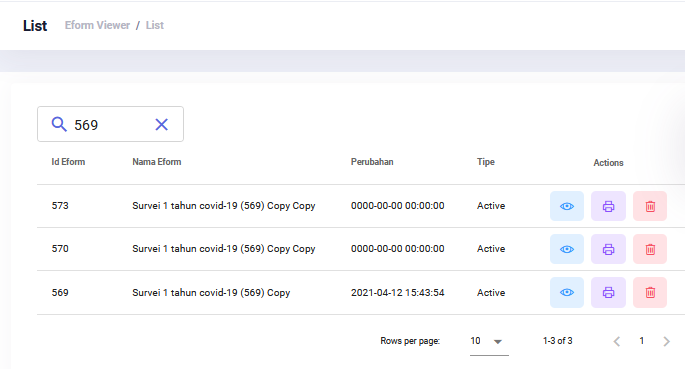 List Eform Viewer / List
569
Id Eform Nama Eform Perubahan Tipe Actions
573 Survei 1 tahun covid-19 (569) Copy Copy 0000-00-00 00:00:00 Active
570 Survei 1 tahun covid-19 (569) Copy Copy 0000-00-00 00:00:00 Active
569 Survei 1 tahun covid-19 (569) Copy 2021-04-12 15:43:54 Active
Rows per page: 10 1-3 of 3 1